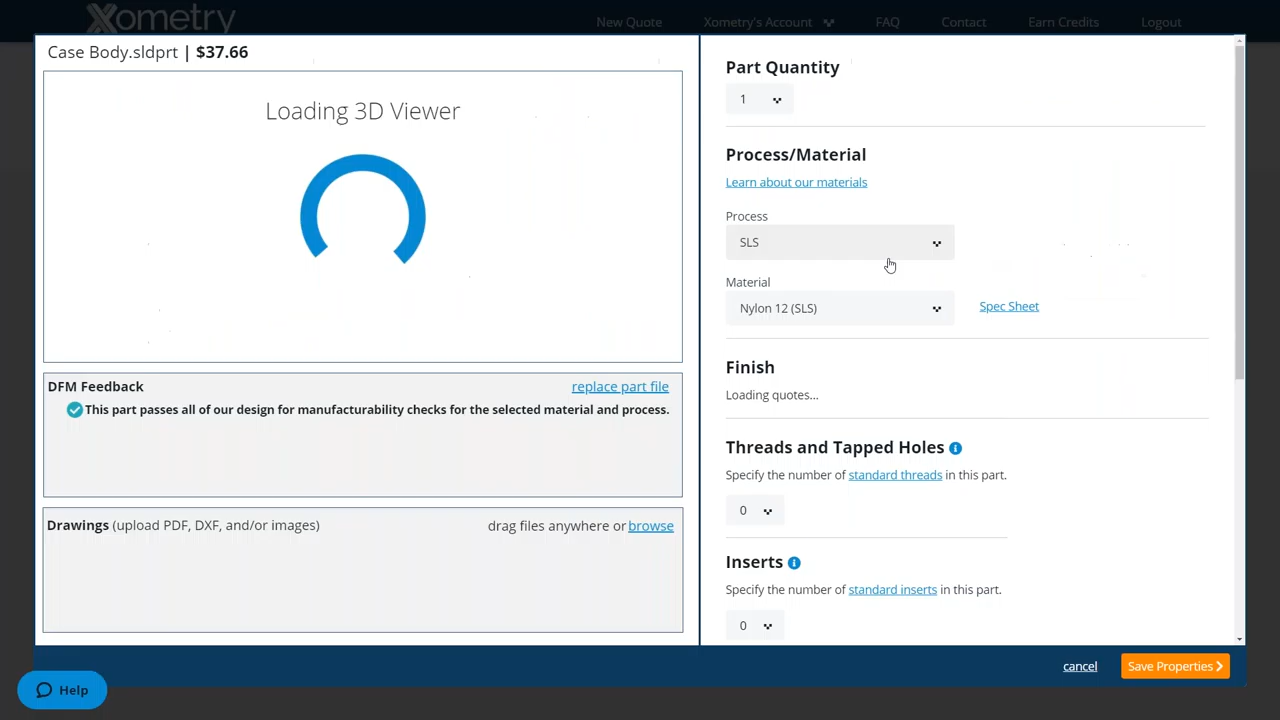 Xometry
New Quote
Xometry's Account
FAQ
Contact
Earn Credits
Logout
Case Body.sldprt | $37.66
Loading 3D Viewer
DFM Feedback
replace part file
This part passes all of our design for manufacturability checks for the selected material and process.
Drawings (upload PDF, DXF, and/or images)
drag files anywhere or browse
Part Quantity
1
Process/Material
Learn about our materials
Process
SLS
Material
Nylon 12 (SLS)
Spec Sheet
Finish
Loading quotes...
Threads and Tapped Holes
Specify the number of standard threads in this part.
0
Inserts
Specify the number of standard inserts in this part.
0
cancel
Save Properties
Help